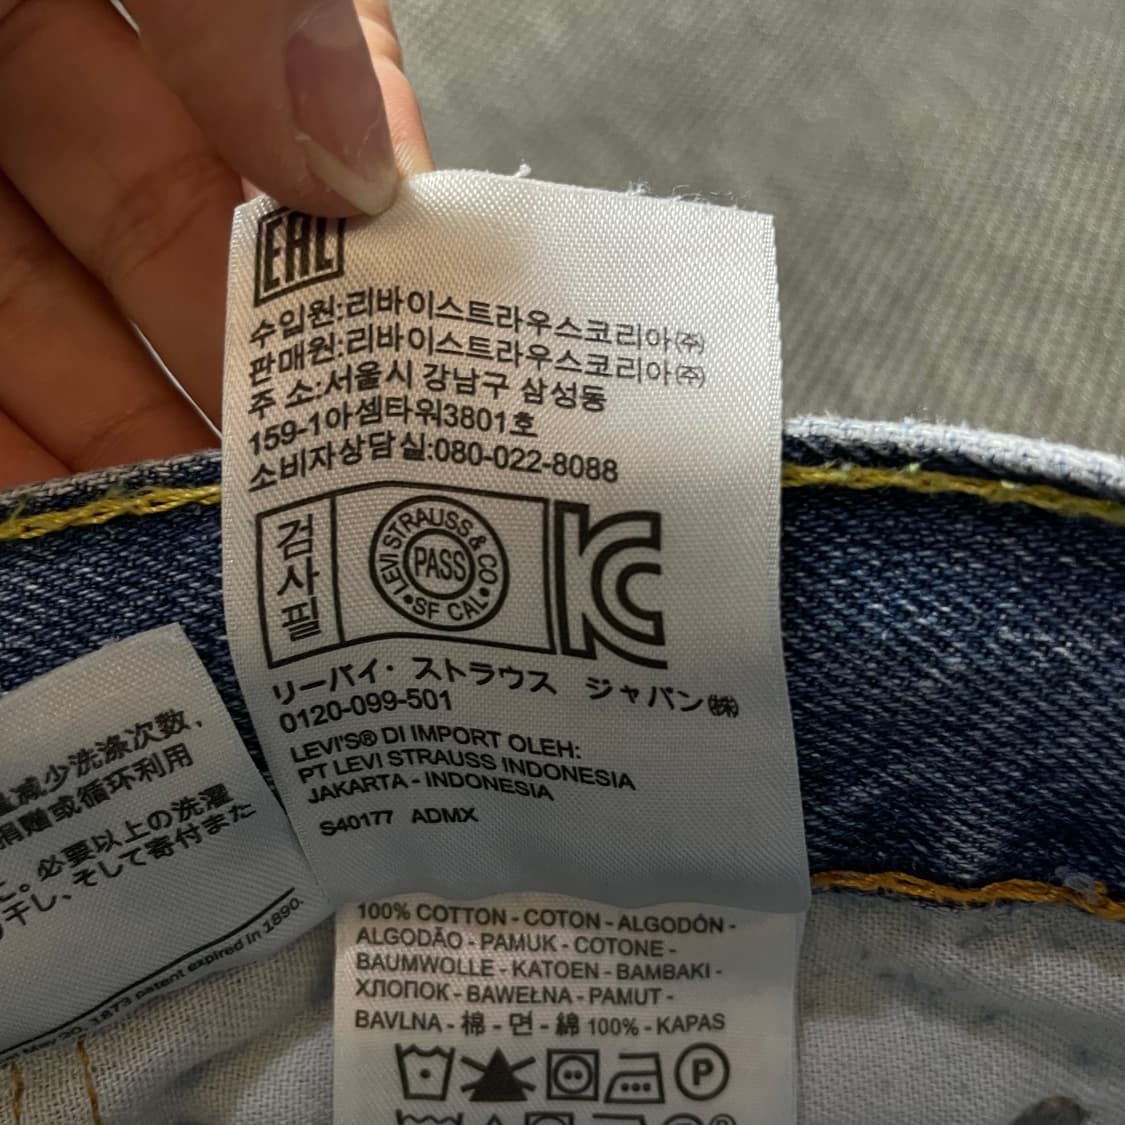 EAC
수입원:리바이스트라우스코리아㈜
판매원:리바이스트라우스코리아㈜
주 소:서울시 강남구 삼성동
159-1아셈타워3801호
소비자상담실:080-022-8088
검사필
LEVI STRAUSS & CO
PASS
•SF CAL•
リーバイ・ストラウス ジャパン㈱
0120-099-501
LEVI'S® DI IMPORT OLEH:
PT LEVI STRAUSS INDONESIA
JAKARTA - INDONESIA
S40177 ADMX
减少洗涤次数,
捐赠或循环利用
。必要以上の洗濯
干し、そして寄付また
1873 patent expired in 1890.
100% COTTON - COTON - ALGODÓN -
ALGODÃO - PAMUK - COTONE -
BAUMWOLLE - KATOEN - BAMBAKI -
ХЛОПОК - BAWEŁNA - PAMUT -
BAVLNA - 棉 - 면 - 綿 100% - KAPAS
P